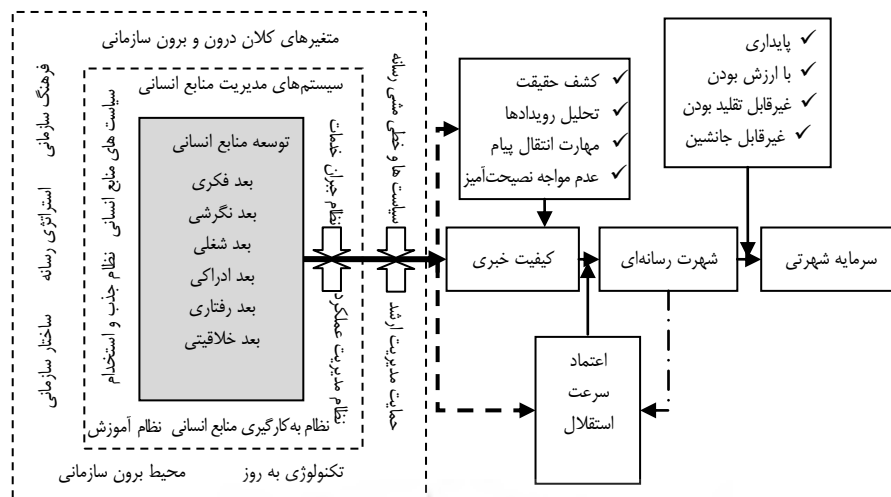 متغیرهای کلان درون و برون سازمانی
سیستم‌های مدیریت منابع انسانی
توسعه منابع انسانی
بعد فکری
بعد نگرشی
بعد شغلی
بعد ادراکی
بعد رفتاری
بعد خلاقیتی
نظام جبران خدمات
نظام مدیریت عملکرد
سیاست های منابع انسانی
نظام جذب و استخدام
نظام به‌کارگیری منابع انسانی
نظام آموزش
سیاست ها و خطی مشی رسانه
حمایت مدیریت ارشد
فرهنگ سازمانی
استراتژی رسانه
ساختار سازمانی
تکنولوژی به روز
محیط برون سازمانی
✓ کشف حقیقت
✓ تحلیل رویدادها
✓ مهارت انتقال پیام
✓ عدم مواجه نصیحت‌آمیز
کیفیت خبری
اعتماد
سرعت
استقلال
شهرت رسانه‌ای
✓ پایداری
✓ با ارزش بودن
✓ غیرقابل تقلید بودن
✓ غیرقابل جانشین
سرمایه شهرتی